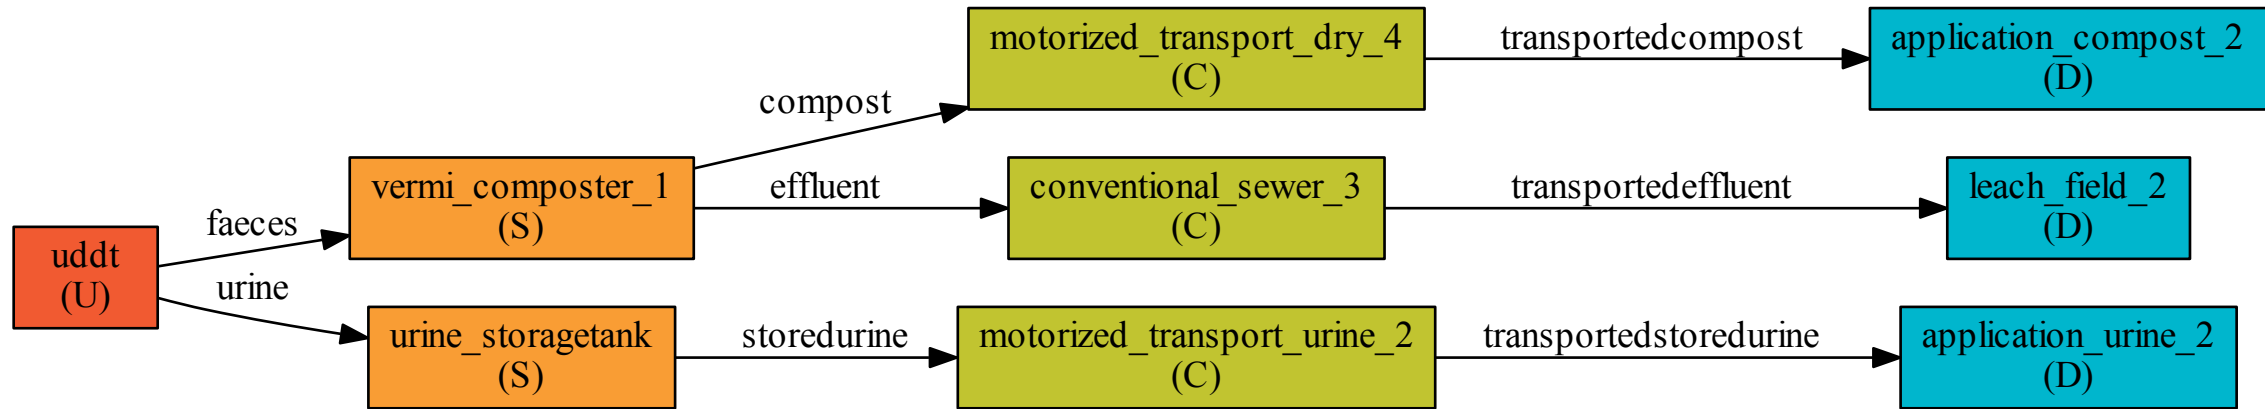 motorized_transport_dry_4
(C)
transportedcompost
application_compost_2
(D)
compost
vermi_composter_1
(S)
effluent
conventional_sewer_3
(C)
transportedeffluent
leach_field_2
(D)
faeces
uddt
(U)
urine
urine_storagetank
(S)
storedurine
motorized_transport_urine_2
(C)
transportedstoredurine
application_urine_2
(D)